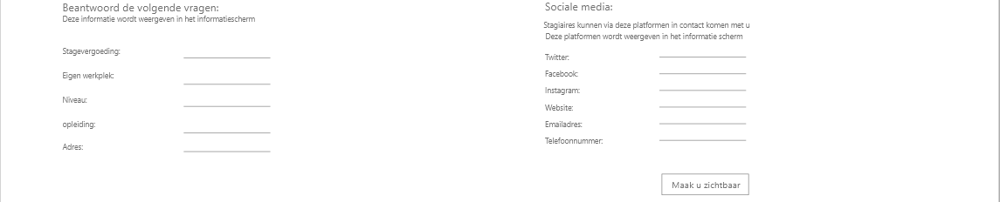 Beantwoord de volgende vragen:
Deze informatie wordt weergeven in het informatiescherm
Stagevergoeding:
Eigen werkplek:
Niveau:
opleiding:
Adres:
Sociale media:
Stagiaires kunnen via deze platformen in contact komen met u
Deze platformen wordt weergeven in het informatie scherm
Twitter:
Facebook:
Instagram:
Website:
Emailadres:
Telefoonnummer:
Maak u zichtbaar